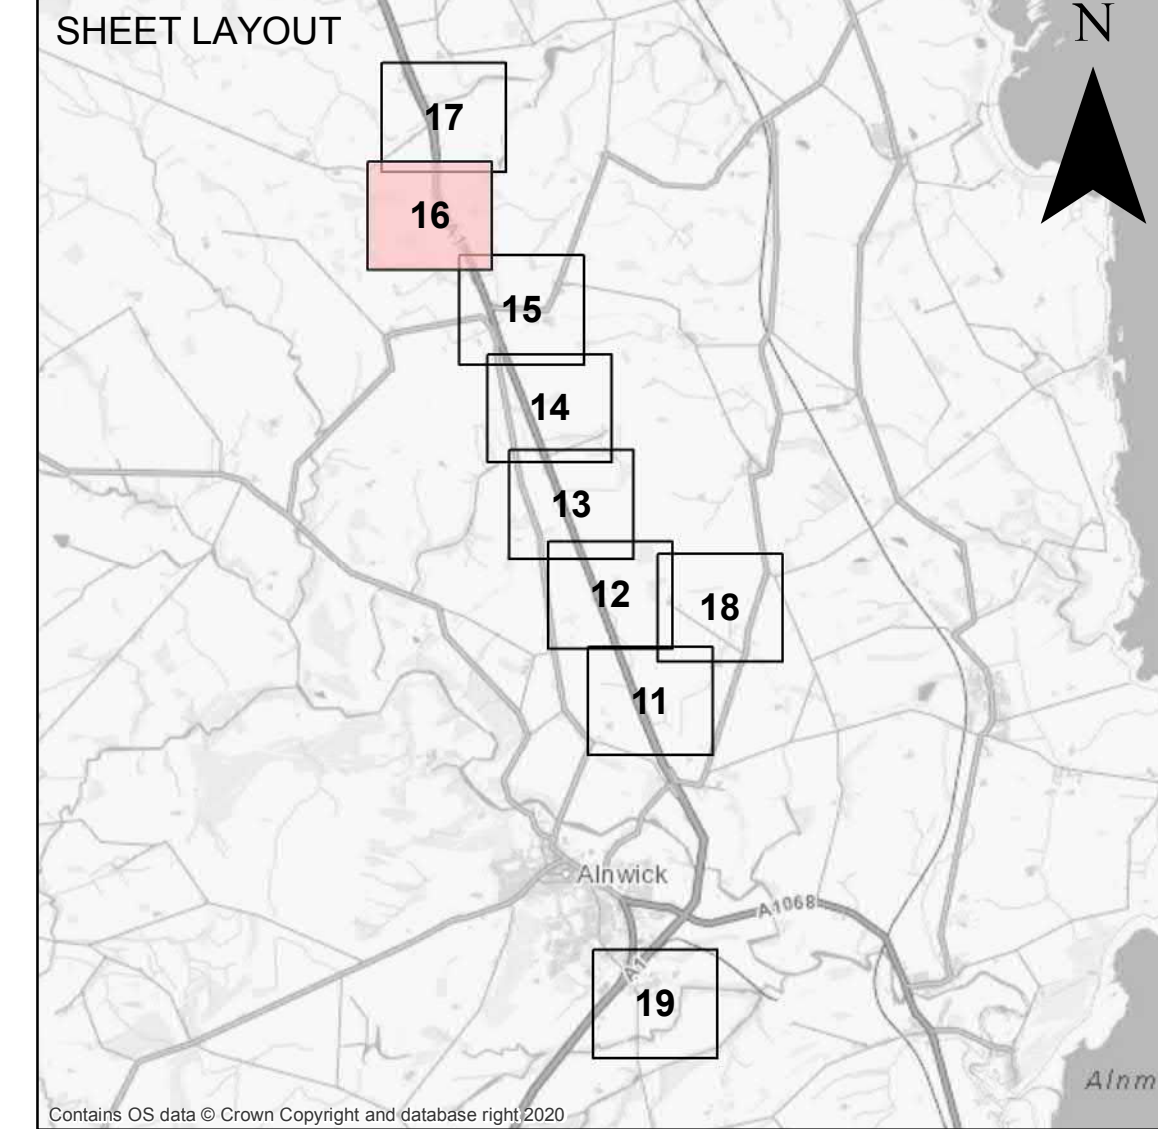 SHEET LAYOUT
N
17
16
A1
15
14
13
12
18
11
Alnwick
A1068
A1
19
Alnm
Contains OS data © Crown Copyright and database right 2020